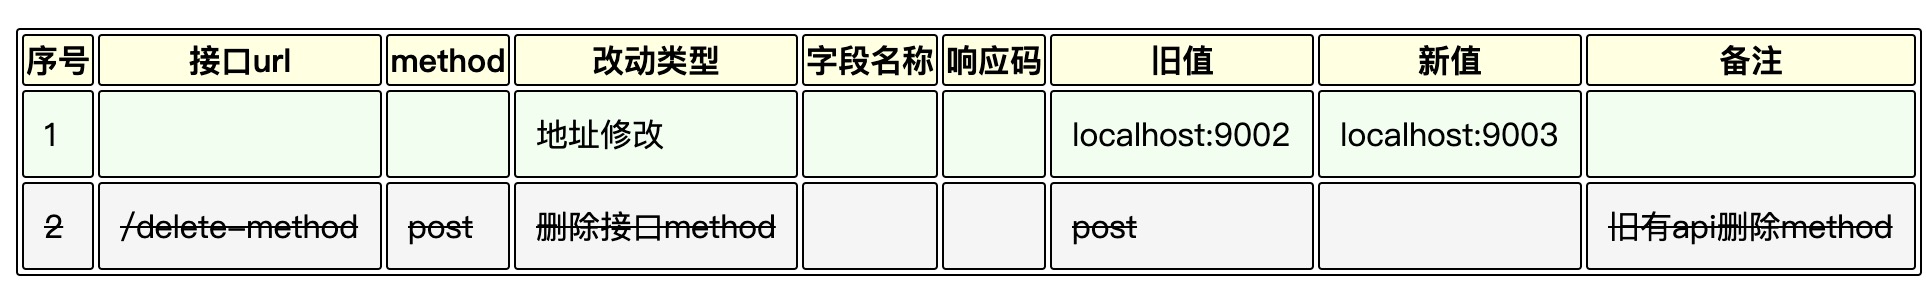 序号 接口url method 改动类型 字段名称 响应码 旧值 新值 备注
1 地址修改 localhost:9002 localhost:9003
2 /delete-method post 删除接口method post 旧有api删除method